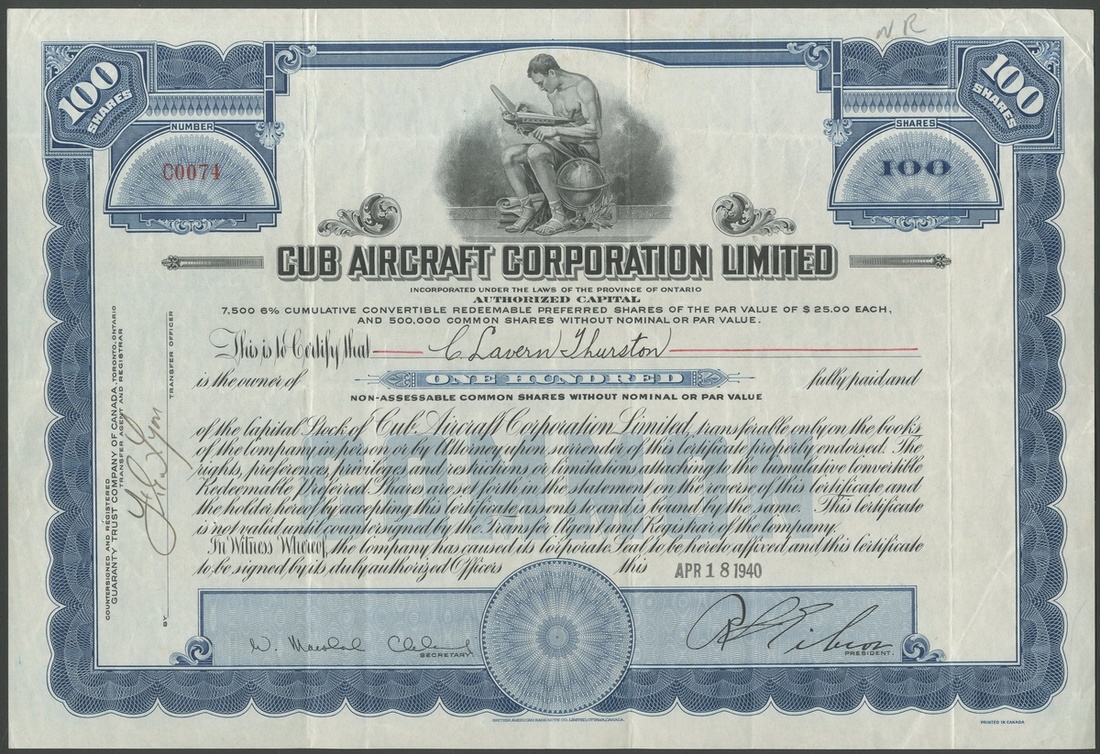 NR
100 SHARES
100 SHARES
NUMBER
C0074
SHARES
100
CUB AIRCRAFT CORPORATION LIMITED
INCORPORATED UNDER THE LAWS OF THE PROVINCE OF ONTARIO
AUTHORIZED CAPITAL
7,500 6% CUMULATIVE CONVERTIBLE REDEEMABLE PREFERRED SHARES OF THE PAR VALUE OF $25.00 EACH,
AND 500,000 COMMON SHARES WITHOUT NOMINAL OR PAR VALUE.
This is to Certify that C Lavern Thurston
is the owner of ONE HUNDRED fully paid and
NON-ASSESSABLE COMMON SHARES WITHOUT NOMINAL OR PAR VALUE
COMMON
of the Capital Stock of Cub Aircraft Corporation Limited, transferable only on the books
of the Company in person or by Attorney upon surrender of this certificate properly endorsed. The
rights, preferences, privileges and restrictions or limitations attaching to the Cumulative Convertible
Redeemable Preferred Shares are set forth in the statement on the reverse of this certificate and
the holder hereof by accepting this certificate assents to and is bound by the same. This certificate
is not valid until countersigned by the Transfer Agent and Registrar of the company.
In Witness Whereof, the company has caused its Corporate Seal to be hereto affixed and this certificate
to be signed by its duly authorized Officers this APR 18 1940
SECRETARY.
PRESIDENT.
COUNTERSIGNED AND REGISTERED
GUARANTY TRUST COMPANY OF CANADA, TORONTO, ONTARIO
TRANSFER AGENT AND REGISTRAR
BY
TRANSFER OFFICER
BRITISH AMERICAN BANK NOTE CO. LIMITED, OTTAWA, CANADA.
PRINTED IN CANADA